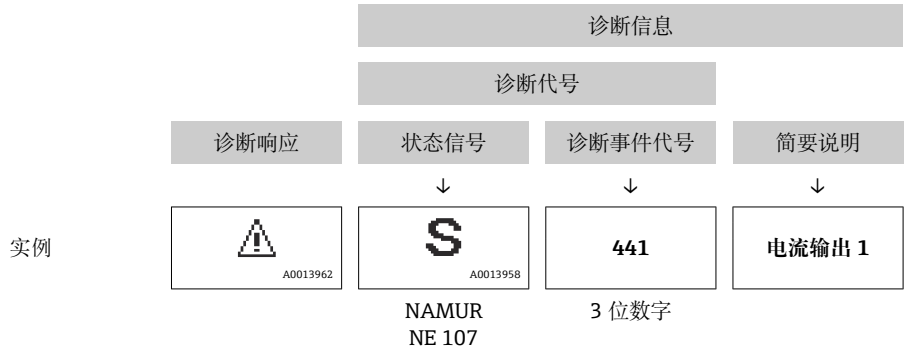 诊断信息
诊断代号
诊断响应 状态信号 诊断事件代号 简要说明
↓ ↓ ↓
实例 S 441 电流输出 1
A0013962 A0013958
NAMUR 3 位数字
NE 107